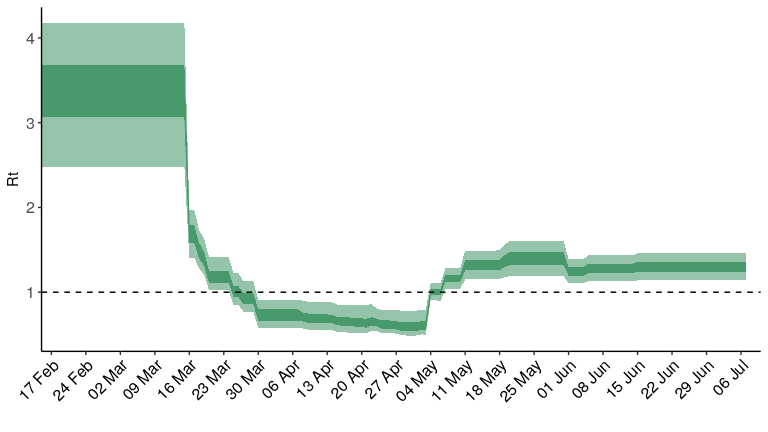 4
3
2
1
Rt
17 Feb
24 Feb
02 Mar
09 Mar
16 Mar
23 Mar
30 Mar
06 Apr
13 Apr
20 Apr
27 Apr
04 May
11 May
18 May
25 May
01 Jun
08 Jun
15 Jun
22 Jun
29 Jun
06 Jul